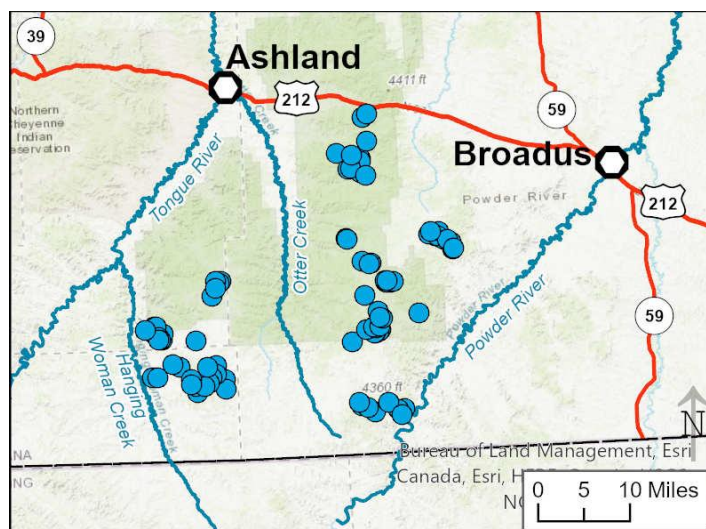 39
Ashland
4411 ft
212
59
Northern
Cheyenne
Indian
Creek
Broadus
Tongue River
Powder River
212
Otter Creek
Powder River
Powder River
59
Hanging
Woman Creek
4360 ft
N
Bureau of Land Management, Esri
Canada, Esri,
0 5 10 Miles